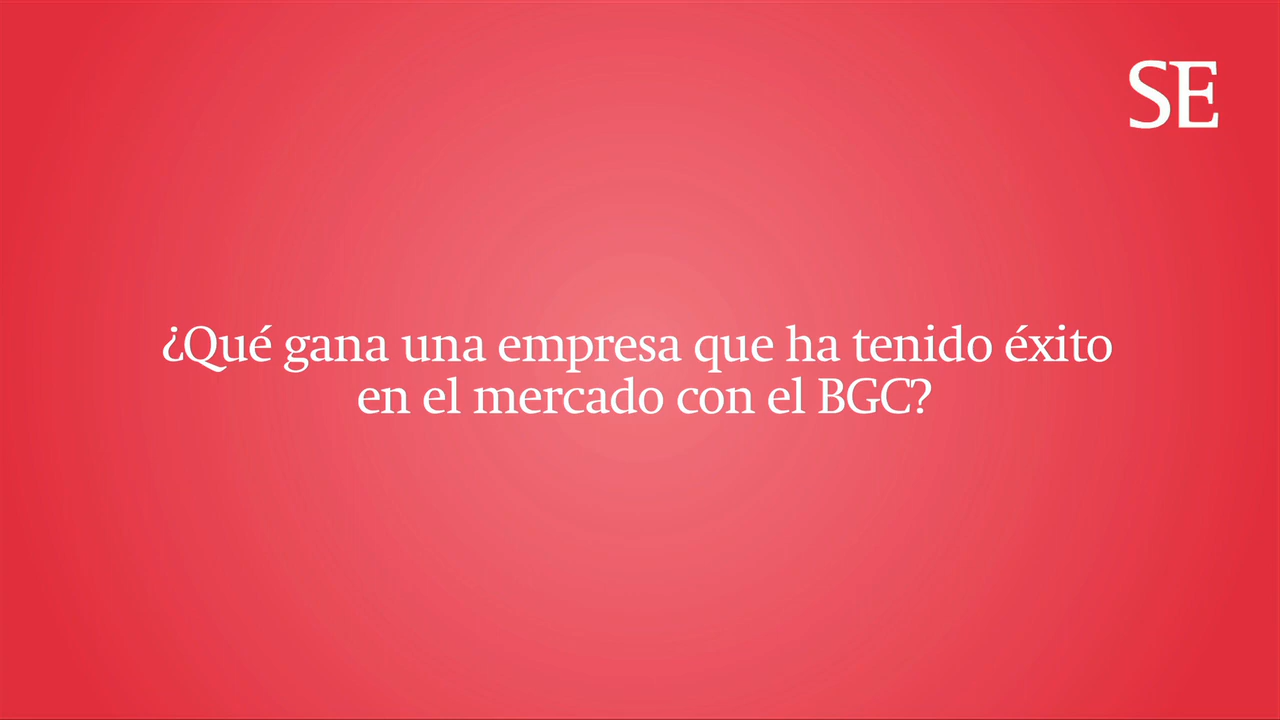 SE
¿Qué gana una empresa que ha tenido éxito
en el mercado con el BGC?